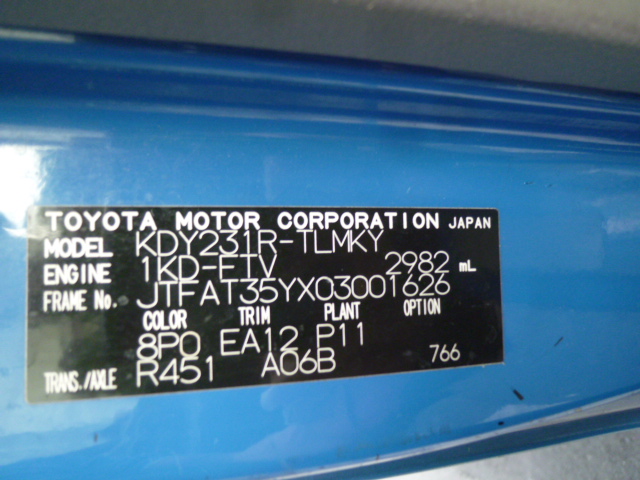 TOYOTA MOTOR CORPORATION JAPAN
MODEL KDY231R-TLMKY
ENGINE 1KD-FTV 2982 mL
FRAME No. JTFAT35YX03001626
COLOR TRIM PLANT OPTION
8P0 EA12 P11
TRANS./AXLE R451 A06B 766